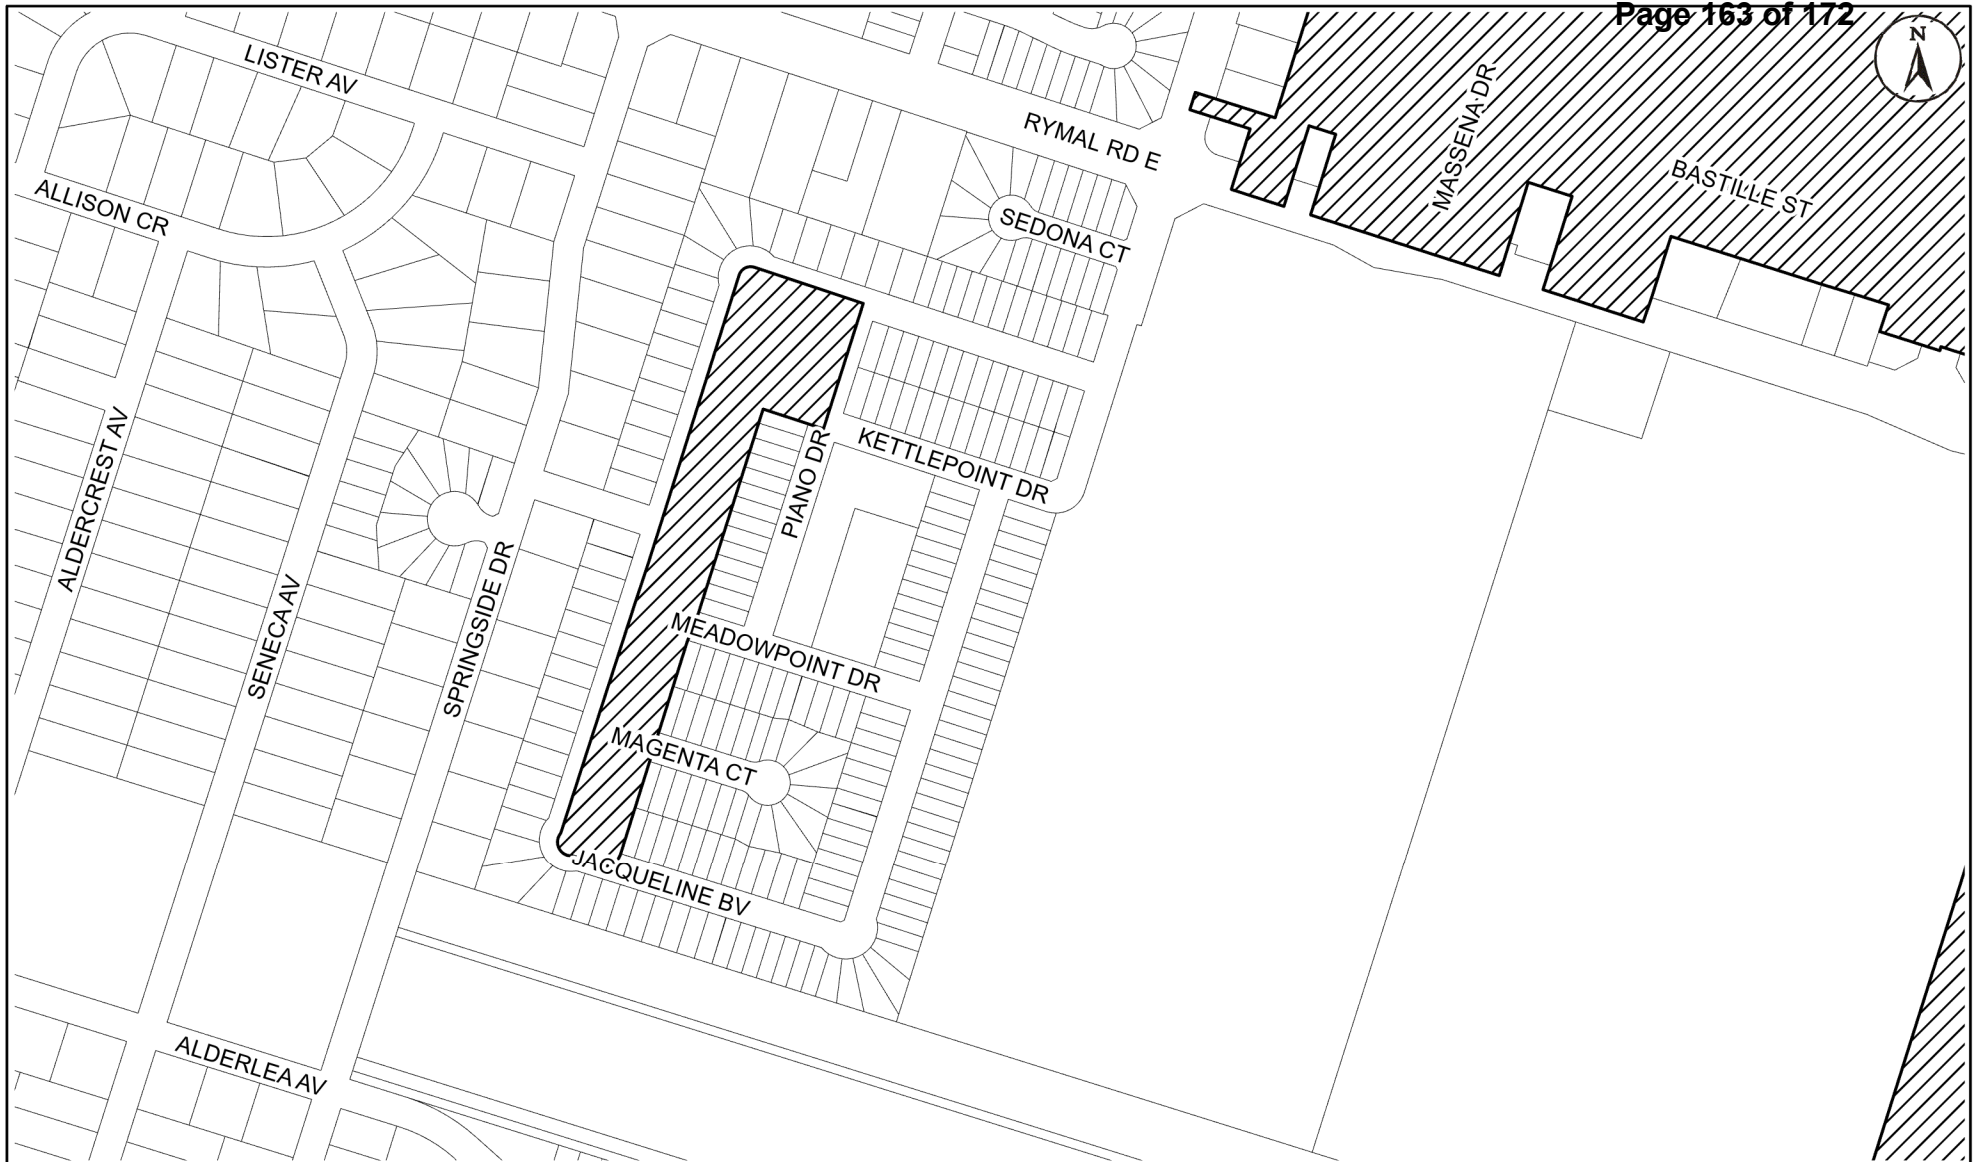 Page 163 of 172
N
LISTER AV
MASSENA DR
RYMAL RD E
BASTILLE ST
ALLISON CR
SEDONA CT
ALDERCREST AV
PIANO DR
KETTLEPOINT DR
SENECA AV
SPRINGSIDE DR
MEADOWPOINT DR
MAGENTA CT
JACQUELINE BV
ALDERLEA AV